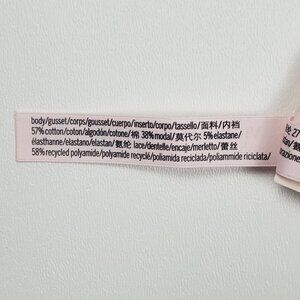 body/gusset/corps/gousset/cuerpo/inserto/corpo/tassello/面料/内裆
57% cotton/coton/algodón/cotone/棉 38% modal/莫代尔 5% elastane/
élasthanne/elastano/elastan/氨纶 lace/dentelle/encaje/merletto/蕾丝
58% recycled polyamide/polyamide recyclé/poliamida reciclada/poliammide riciclata/